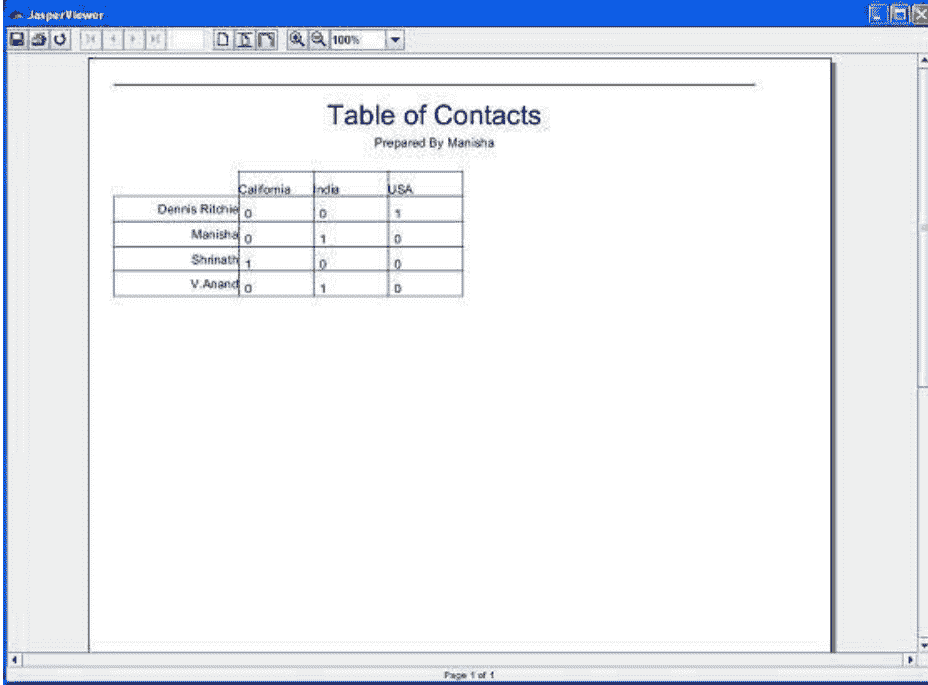 JasperViewer
100%
Table of Contacts
Prepared By Manisha
California India USA
Dennis Ritchie 0 0 1
Manisha 0 1 0
Shrinath 1 0 0
V.Anand 0 1 0
Page 1 of 1